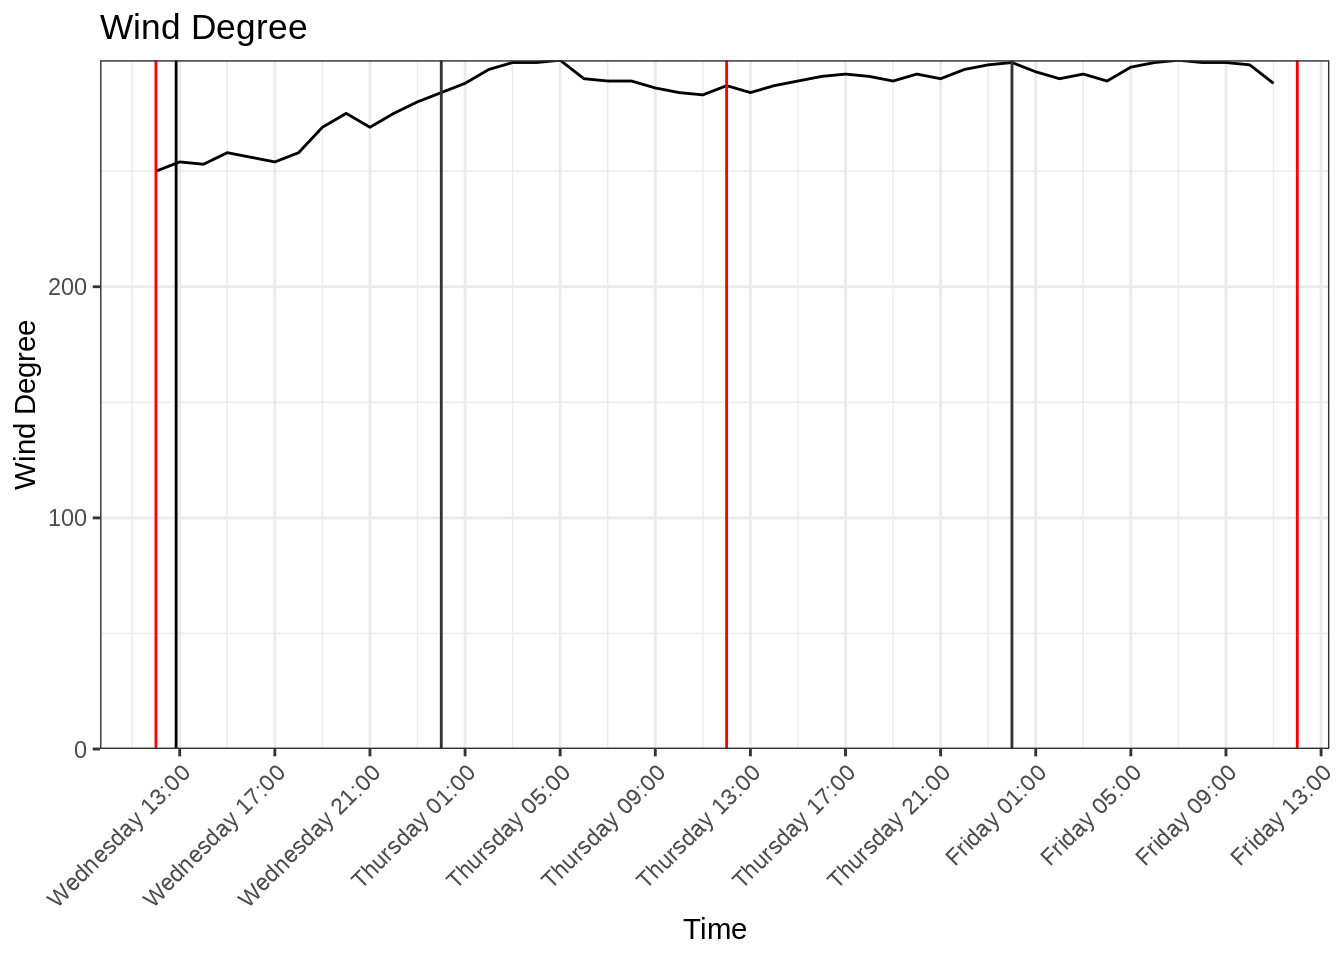 Wind Degree
Wind Degree
200
100
0
Wednesday 13:00
Wednesday 17:00
Wednesday 21:00
Thursday 01:00
Thursday 05:00
Thursday 09:00
Thursday 13:00
Thursday 17:00
Thursday 21:00
Friday 01:00
Friday 05:00
Friday 09:00
Friday 13:00
Time